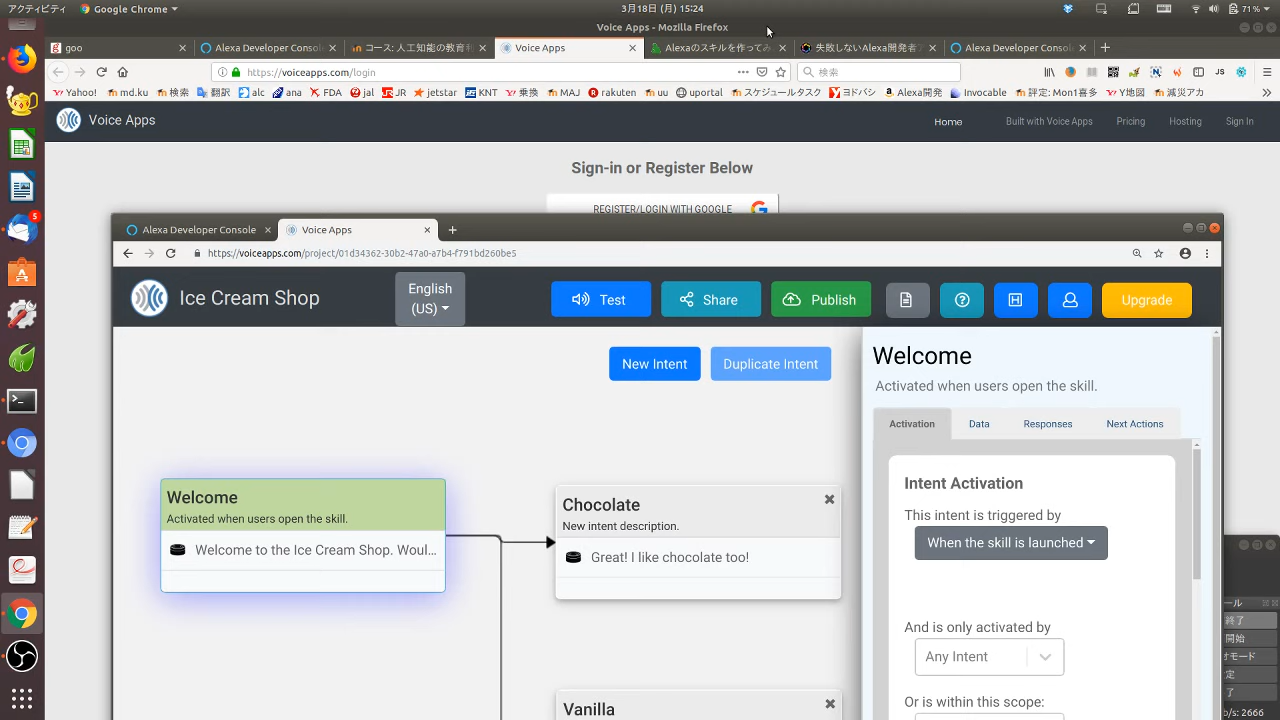 アクティビティ
Google Chrome
3月18日 (月) 15:24
71%
Voice Apps - Mozilla Firefox
goo
Alexa Developer Conso
コース: 人工知能の教育利
Voice Apps
Alexaのスキルを作ってみ
失敗しないAlexa開発者ア
Alexa Developer Conso
https://voiceapps.com/login
検索
Yahoo!
md.ku
検索
翻訳
alc
ana
FDA
jal
JR
jetstar
KNT
乗換
MAJ
rakuten
uu
uportal
スケジュールタスク
ヨドバシ
Alexa開発
Invocable
評定: Mon1喜多
Y地図
減災アカ
Voice Apps
Home
Built with Voice Apps
Pricing
Hosting
Sign In
Sign-in or Register Below
REGISTER/LOGIN WITH GOOGLE
Alexa Developer Console
Voice Apps
https://voiceapps.com/project/01d34362-30b2-47a0-a7b4-f791bd260be5
Ice Cream Shop
English
(US)
Test
Share
Publish
Upgrade
New Intent
Duplicate Intent
Welcome
Activated when users open the skill.
Activation
Data
Responses
Next Actions
Intent Activation
This intent is triggered by
When the skill is launched
And is only activated by
Any Intent
Or is within this scope:
Welcome
Activated when users open the skill.
Welcome to the Ice Cream Shop. Woul...
Chocolate
New intent description.
Great! I like chocolate too!
Vanilla
5
ール
終了
開始
オモード
定
了
b/s: 2666